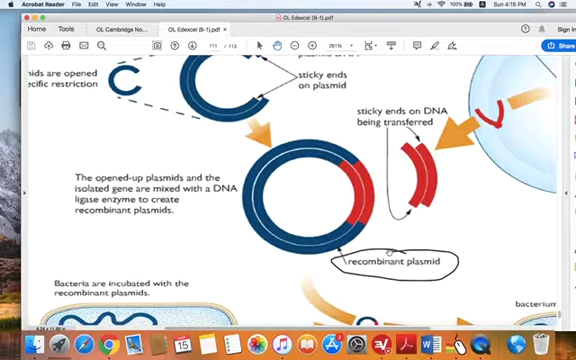 Acrobat Reader File Edit View Window Help
100% Sun 4:15 PM
OL Edexcel (9-1).pdf
Home Tools OL Cambridge No... OL Edexcel (9-1).pdf ×
111 / 113 261% Share
sticky ends
on plasmid
ids are opened
ecific restriction
sticky ends on DNA
being transferred
The opened-up plasmids and the
isolated gene are mixed with a DNA
ligase enzyme to create
recombinant plasmids.
recombinant plasmid
Bacteria are incubated with the
recombinant plasmids.
bacterium
15